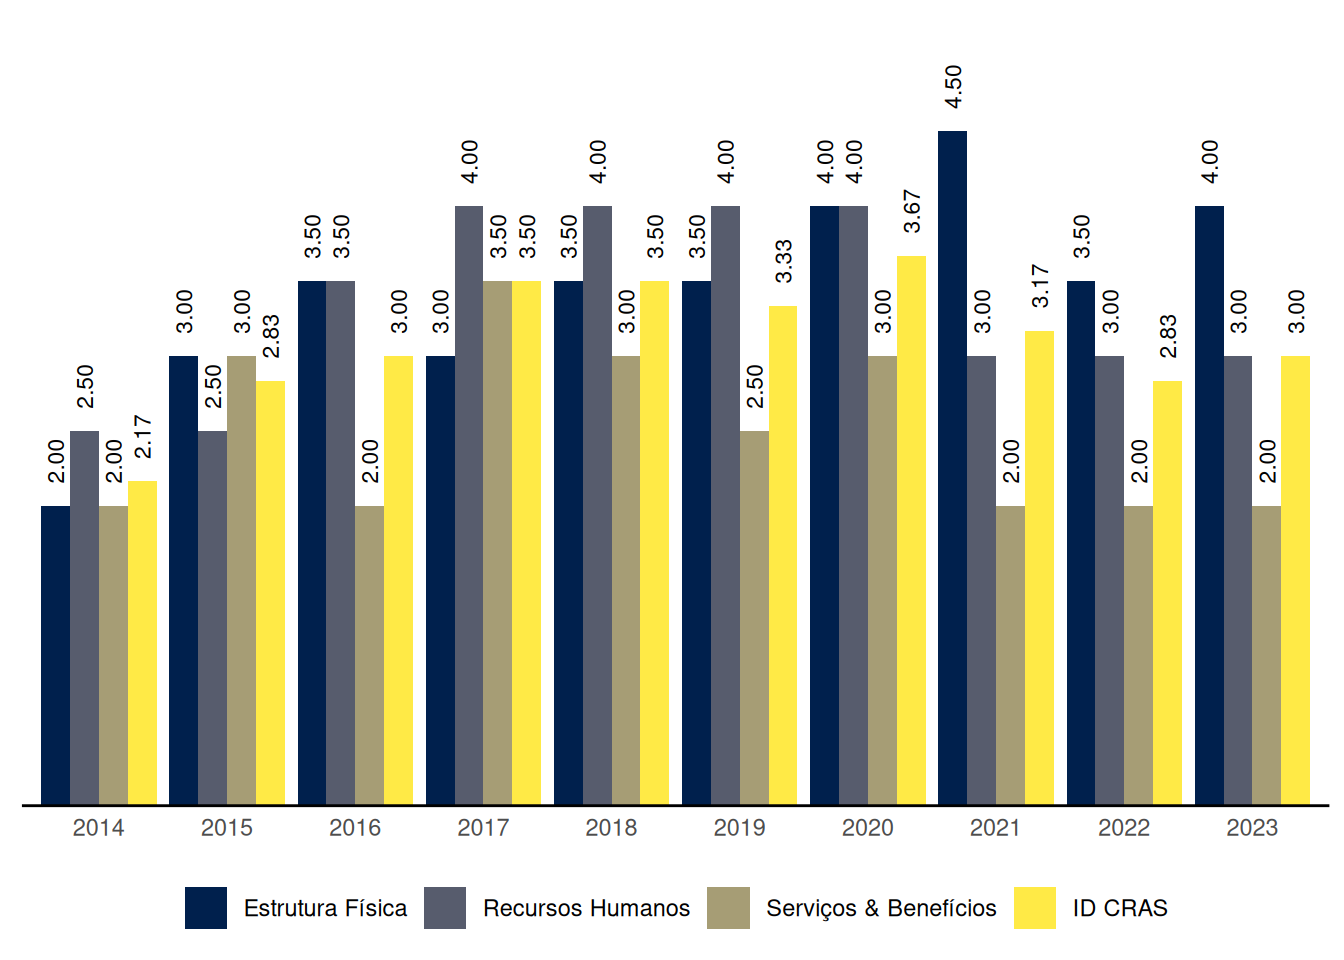 2.00 2.50 2.00 2.17
3.00 2.50 3.00 2.83
3.50 3.50 2.00 3.00
3.00 4.00 3.50 3.50
3.50 4.00 3.00 3.50
3.50 4.00 2.50 3.33
4.00 4.00 3.00 3.67
4.50 3.00 2.00 3.17
3.50 3.00 2.00 2.83
4.00 3.00 2.00 3.00
2014 2015 2016 2017 2018 2019 2020 2021 2022 2023
Estrutura Física Recursos Humanos Serviços & Benefícios ID CRAS